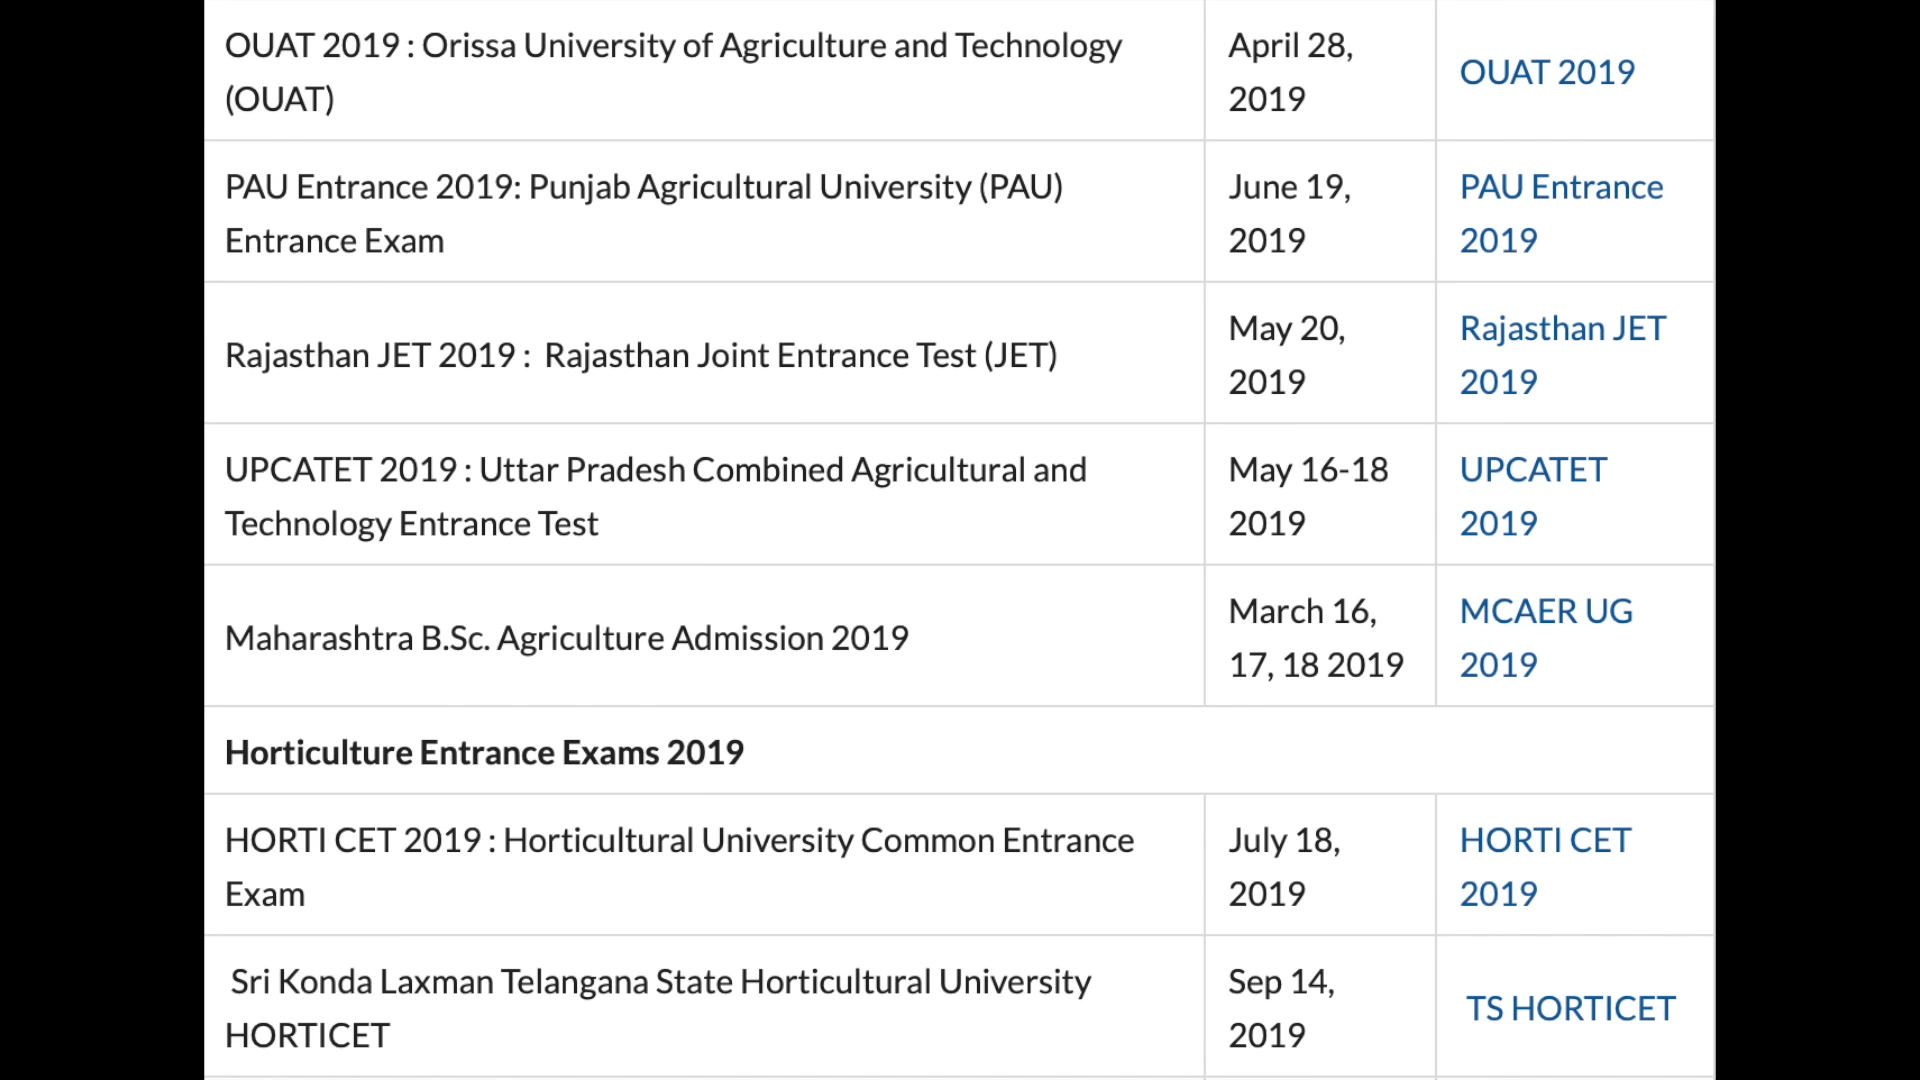 OUAT 2019 : Orissa University of Agriculture and Technology
(OUAT)
April 28,
2019
OUAT 2019
PAU Entrance 2019: Punjab Agricultural University (PAU)
Entrance Exam
June 19,
2019
PAU Entrance
2019
Rajasthan JET 2019 : Rajasthan Joint Entrance Test (JET)
May 20,
2019
Rajasthan JET
2019
UPCATET 2019 : Uttar Pradesh Combined Agricultural and
Technology Entrance Test
May 16-18
2019
UPCATET
2019
Maharashtra B.Sc. Agriculture Admission 2019
March 16,
17, 18 2019
MCAER UG
2019
Horticulture Entrance Exams 2019
HORTI CET 2019 : Horticultural University Common Entrance
Exam
July 18,
2019
HORTI CET
2019
Sri Konda Laxman Telangana State Horticultural University
HORTICET
Sep 14,
2019
TS HORTICET